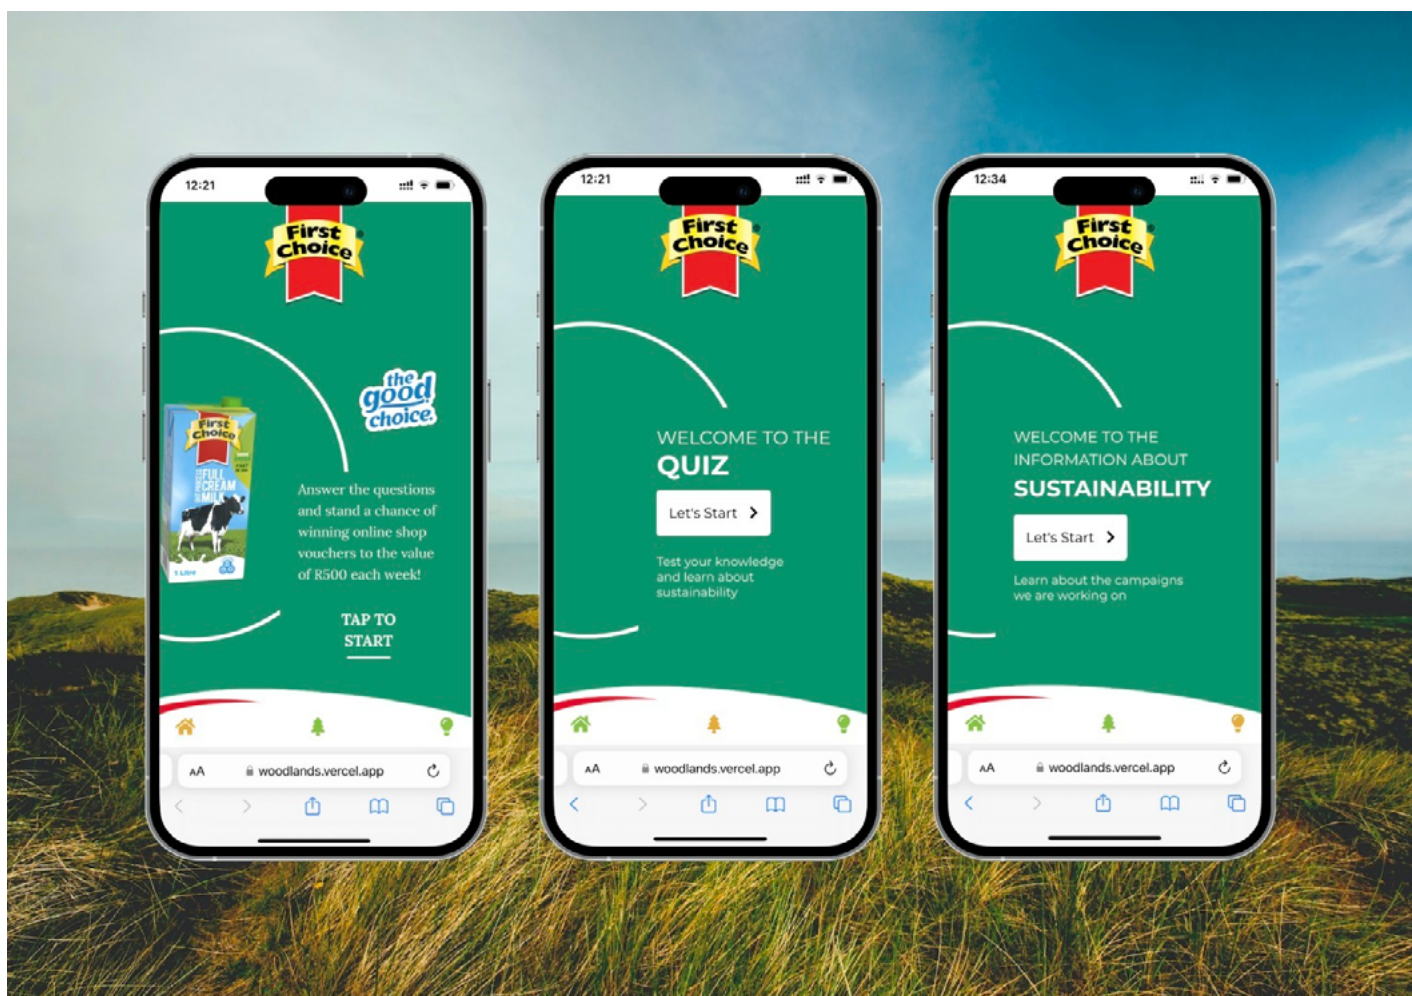 12:21
First
Choice
the
good
choice.
First
Choice
FULL
CREAM
MILK
1 Litre
Answer the questions
and stand a chance of
winning online shop
vouchers to the value
of R500 each week!
TAP TO
START
AA
woodlands.vercel.app
12:21
First
Choice
WELCOME TO THE
QUIZ
Let's Start
Test your knowledge
and learn about
sustainability
AA
woodlands.vercel.app
12:34
First
Choice
WELCOME TO THE
INFORMATION ABOUT
SUSTAINABILITY
Let's Start
Learn about the campaigns
we are working on
AA
woodlands.vercel.app